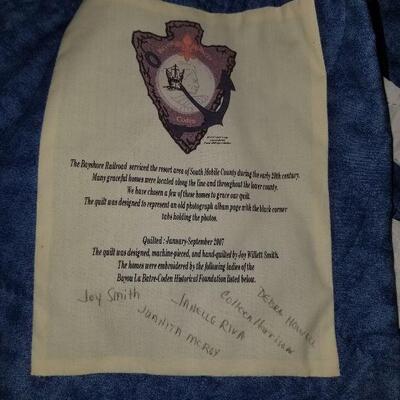 Coden
The Bayshore Railroad serviced the resort area of South Mobile County during the early 20th century.
Many graceful homes were located along the line and throughout the lower county.
We have chosen a few of these homes to grace our quilt.
The quilt was designed to represent an old photograph album page with the black corner
tabs holding the photos.
Quilted : January-September 2007
The quilt was designed, machine-pieced, and hand-quilted by Joy Willett Smith.
The homes were embroidered by the following ladies of the
Bayou La Batre-Coden Historical Foundation listed below.
Joy Smith
JUANITA McROY
JANELLE RIVA
Colleen Harrison
DEBRA